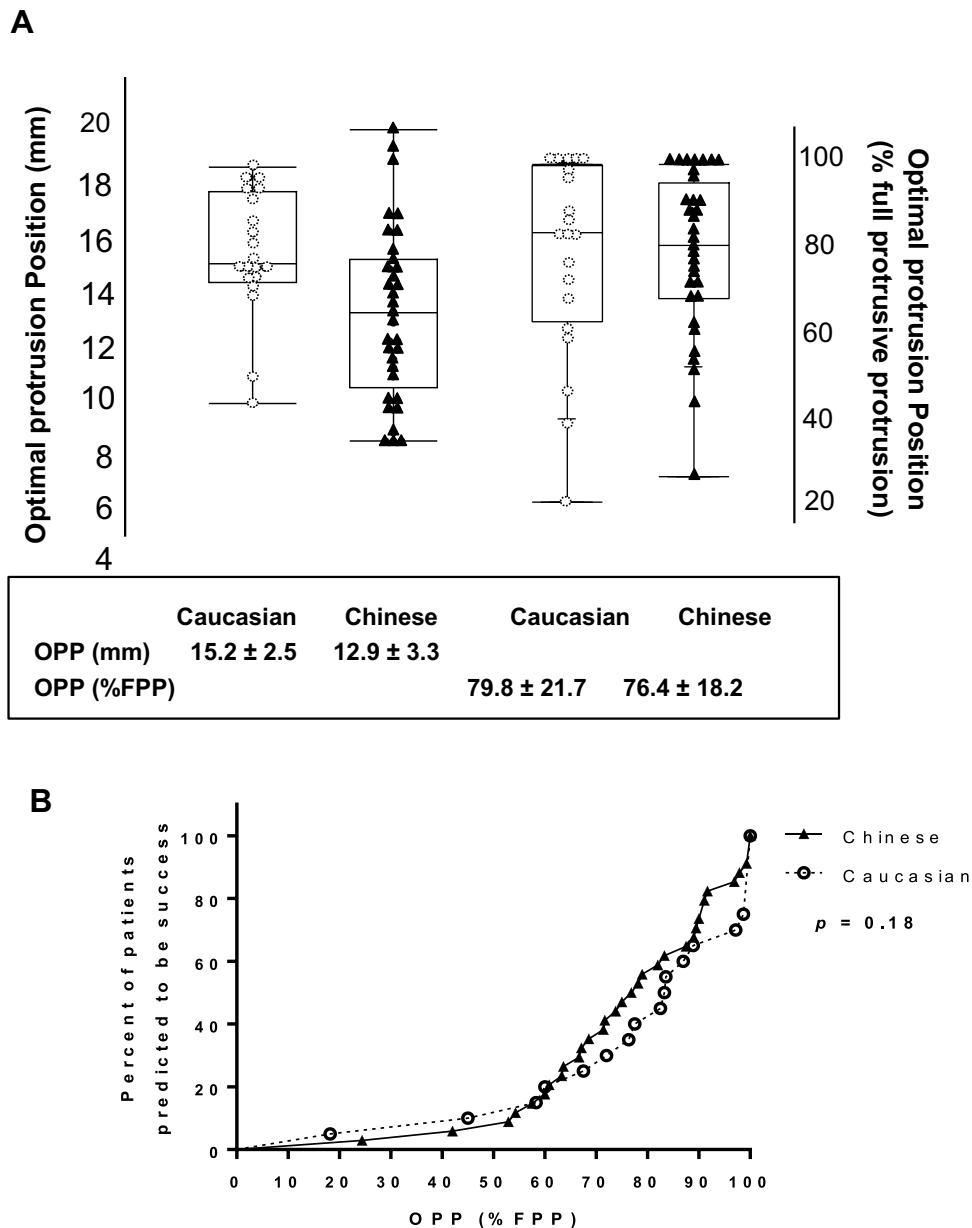 A
Optimal protrusion Position (mm)
20
18
16
14
12
10
8
6
4
100
80
60
40
20
Optimal protrusion Position
(% full protrusive protrusion)
Caucasian Chinese Caucasian Chinese
OPP (mm) 15.2 ± 2.5 12.9 ± 3.3
OPP (%FPP) 79.8 ± 21.7 76.4 ± 18.2
B
Percent of patients
predicted to be success
100
80
60
40
20
0
0 10 20 30 40 50 60 70 80 90 100
OPP (%FPP)
Chinese
Caucasian
p = 0.18